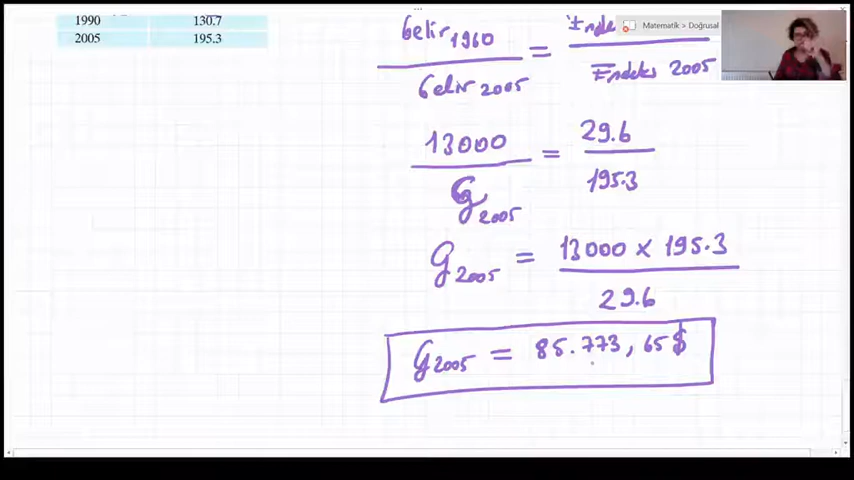 1990 130.7
2005 195.3
Matematik > Doğrusal
Gelir 1960 =
Gelir 2005 Endeks 2005
13000 = 29.6
G 2005 195.3
G 2005 = 13000 x 195.3
29.6
G 2005 = 85.773,65$